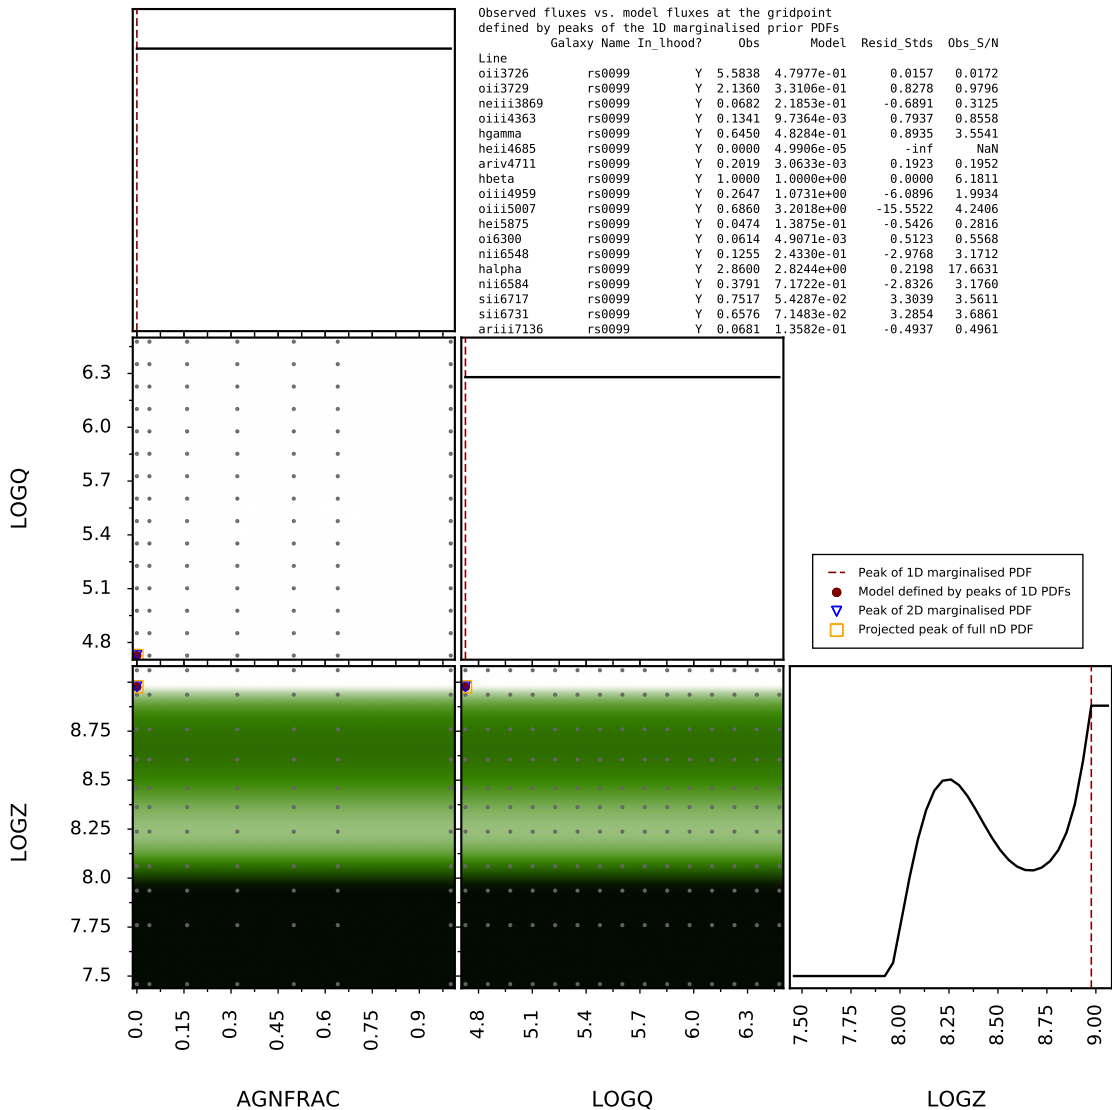 Observed fluxes vs. model fluxes at the gridpoint
defined by peaks of the 1D marginalised prior PDFs
Galaxy Name In_lhood? Obs Model Resid_Stds Obs_S/N
Line
oii3726 rs0099 Y 5.5838 4.7977e-01 0.0157 0.0172
oii3729 rs0099 Y 2.1360 3.3106e-01 0.8278 0.9796
neiii3869 rs0099 Y 0.0682 2.1853e-01 -0.6891 0.3125
oiii4363 rs0099 Y 0.1341 9.7364e-03 0.7937 0.8558
hgamma rs0099 Y 0.6450 4.8284e-01 0.8935 3.5541
heii4685 rs0099 Y 0.0000 4.9906e-05 -inf NaN
ariv4711 rs0099 Y 0.2019 3.0633e-03 0.1923 0.1952
hbeta rs0099 Y 1.0000 1.0000e+00 0.0000 6.1811
oiii4959 rs0099 Y 0.2647 1.0731e+00 -6.0896 1.9934
oiii5007 rs0099 Y 0.6860 3.2018e+00 -15.5522 4.2406
hei5875 rs0099 Y 0.0474 1.3875e-01 -0.5426 0.2816
oi6300 rs0099 Y 0.0614 4.9071e-03 0.5123 0.5568
nii6548 rs0099 Y 0.1255 2.4330e-01 -2.9768 3.1712
halpha rs0099 Y 2.8600 2.8244e+00 0.2198 17.6631
nii6584 rs0099 Y 0.3791 7.1722e-01 -2.8326 3.1760
sii6717 rs0099 Y 0.7517 5.4287e-02 3.3039 3.5611
sii6731 rs0099 Y 0.6576 7.1483e-02 3.2854 3.6861
ariii7136 rs0099 Y 0.0681 1.3582e-01 -0.4937 0.4961
LOGQ
6.3
6.0
5.7
5.4
5.1
4.8
Peak of 1D marginalised PDF
Model defined by peaks of 1D PDFs
Peak of 2D marginalised PDF
Projected peak of full nD PDF
LOGZ
8.75
8.5
8.25
8.0
7.75
7.5
0.0 0.15 0.3 0.45 0.6 0.75 0.9
4.8 5.1 5.4 5.7 6.0 6.3
7.50 7.75 8.00 8.25 8.50 8.75 9.00
AGNFRAC LOGQ LOGZ